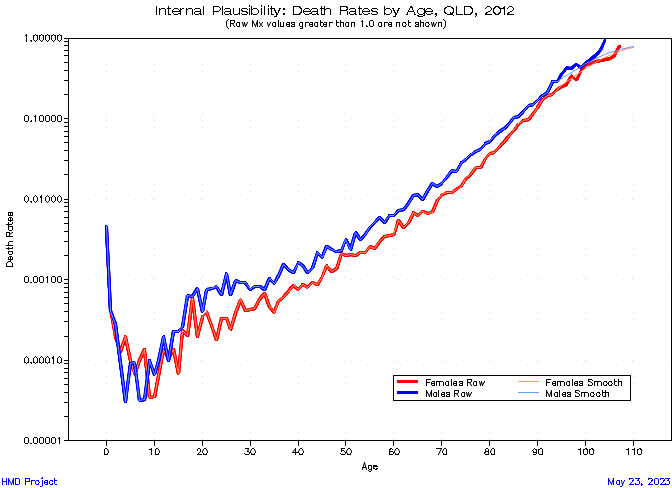 Internal Plausibility: Death Rates by Age, QLD, 2012
(Raw Mx values greater than 1.0 are not shown)
1.00000
0.10000
0.01000
0.00100
0.00010
0.00001
Death Rates
0 10 20 30 40 50 60 70 80 90 100 110
Age
Females Raw Females Smooth
Males Raw Males Smooth
HMD Project May 23, 2023